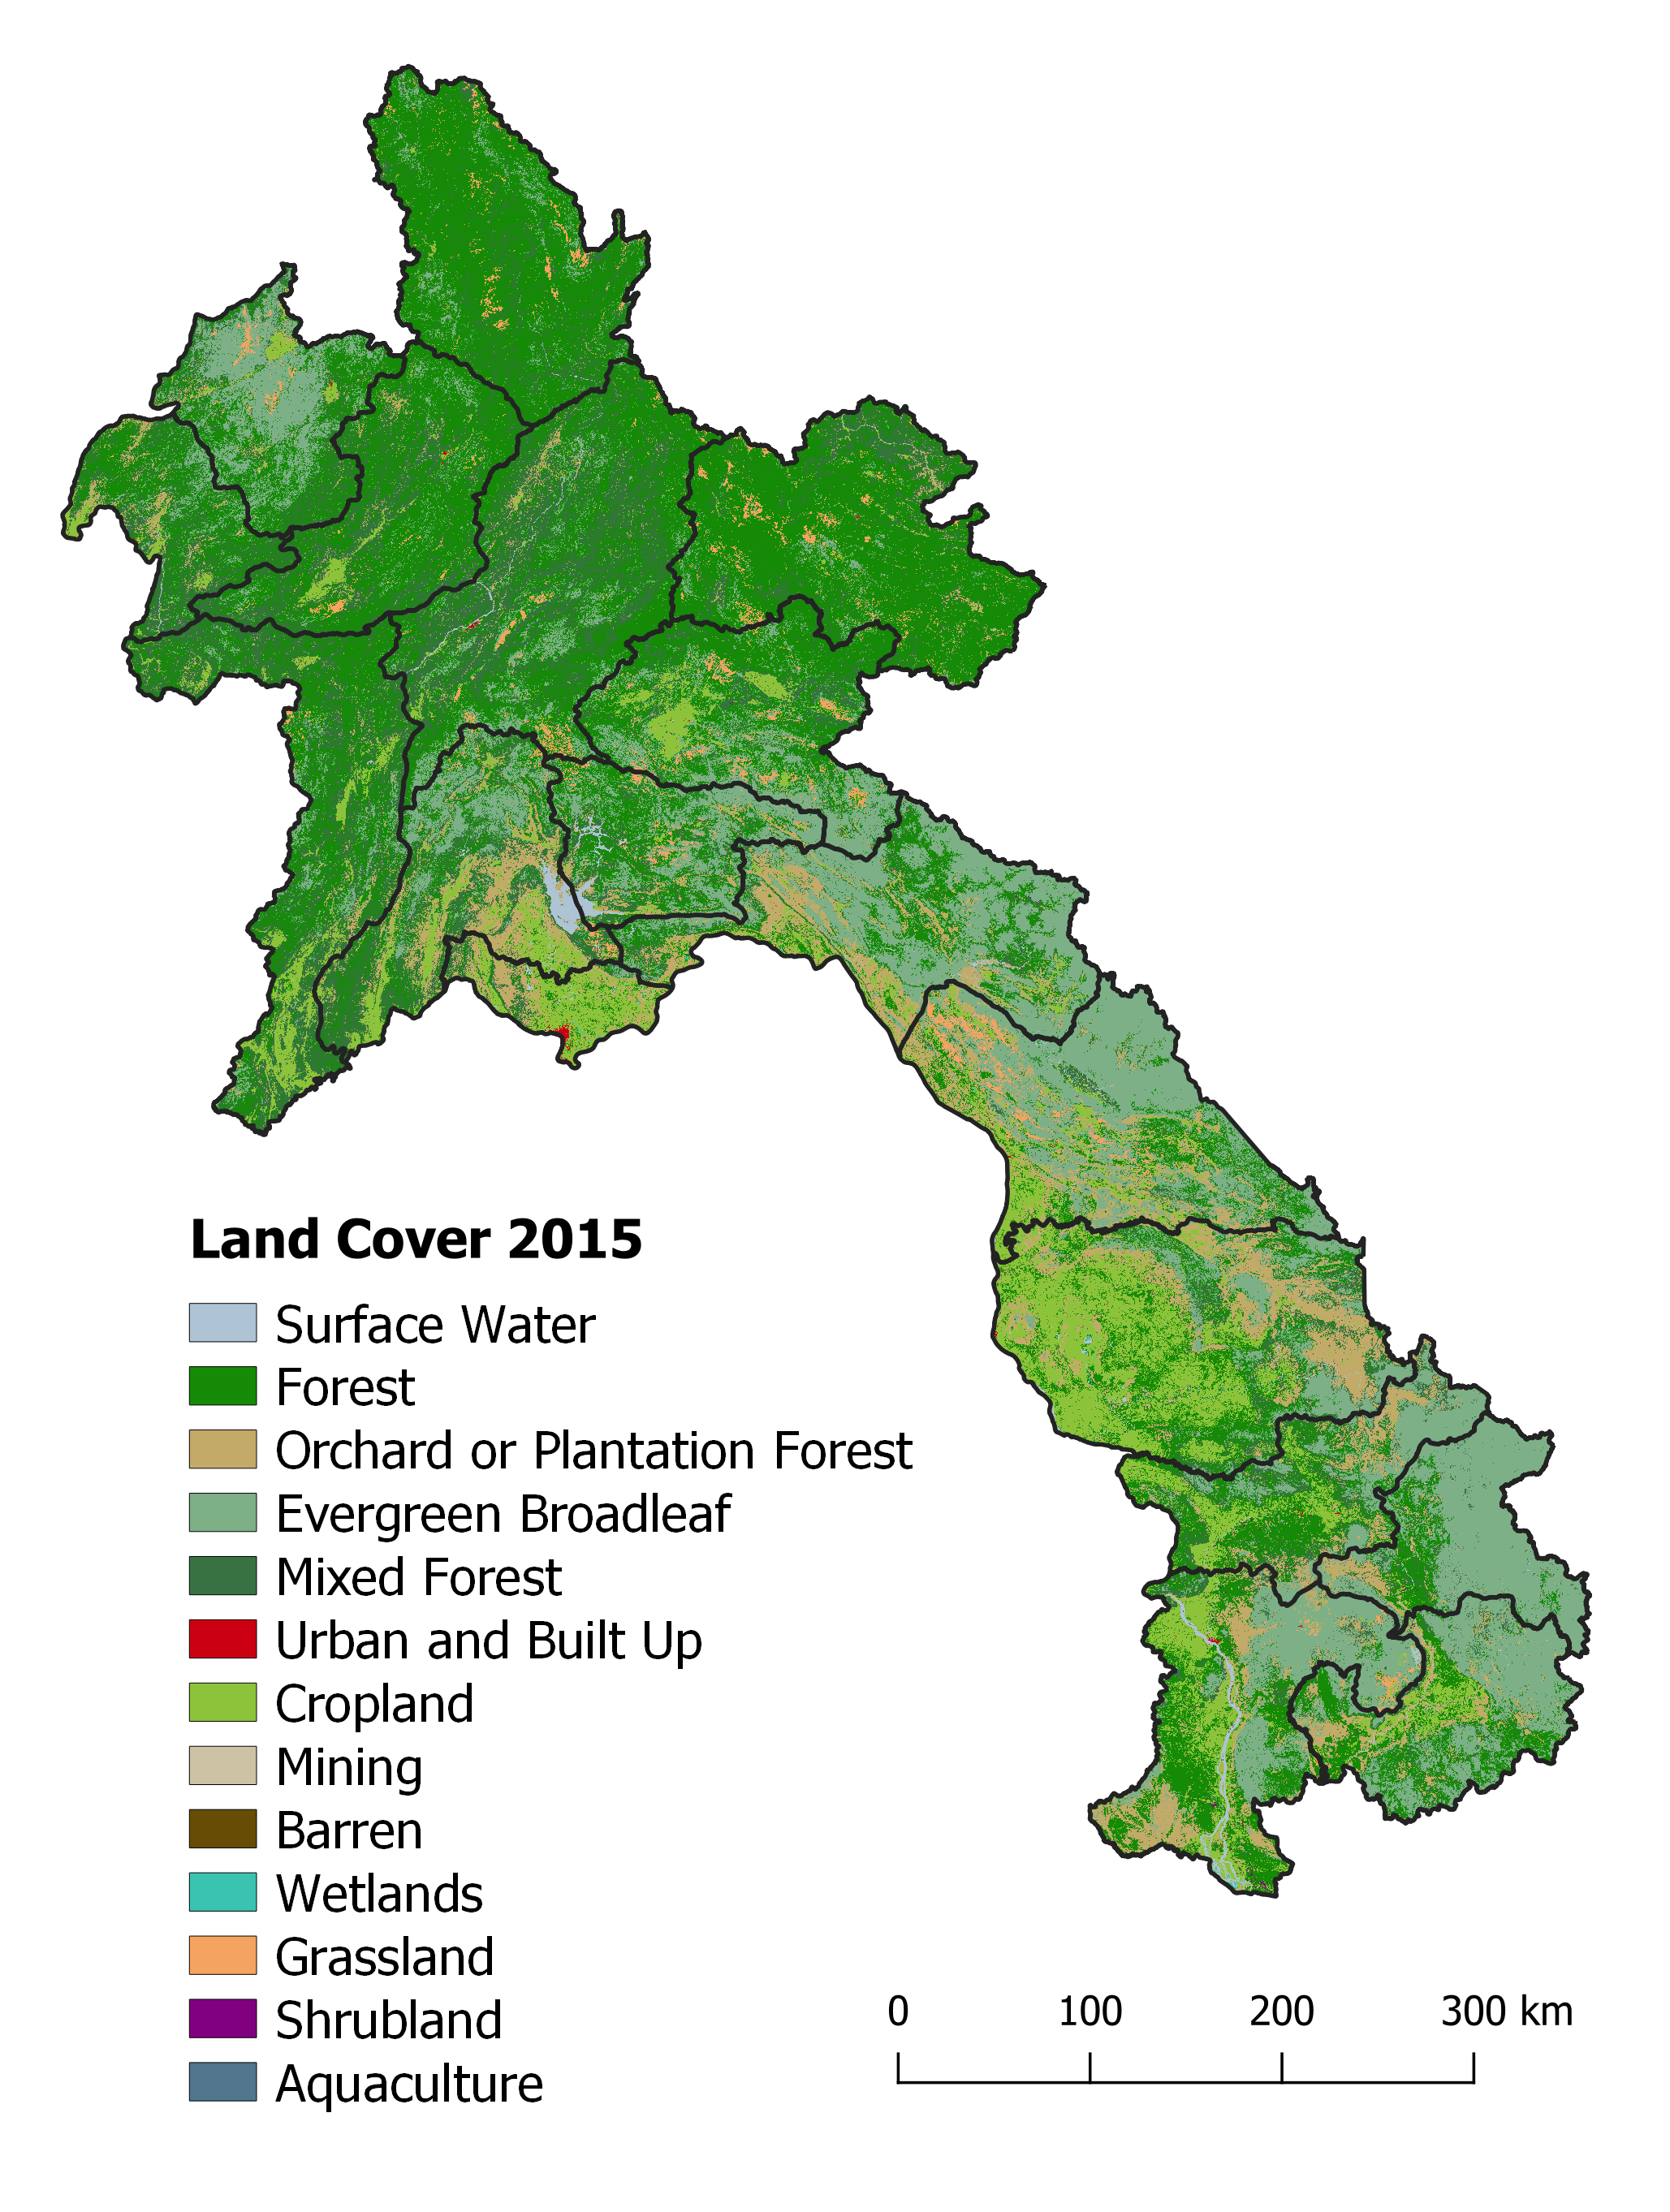 Land Cover 2015
Surface Water
Forest
Orchard or Plantation Forest
Evergreen Broadleaf
Mixed Forest
Urban and Built Up
Cropland
Mining
Barren
Wetlands
Grassland
Shrubland
Aquaculture
0 100 200 300 km